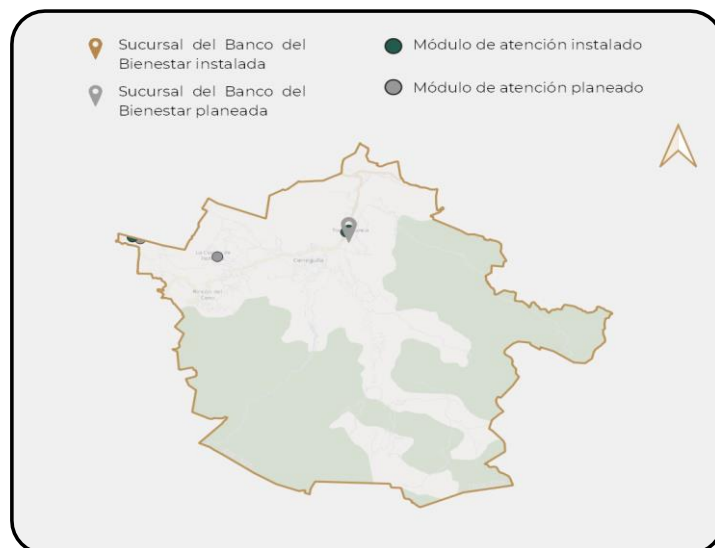 Sucursal del Banco del
Bienestar instalada
Sucursal del Banco del
Bienestar planeada
Módulo de atención instalado
Módulo de atención planeado